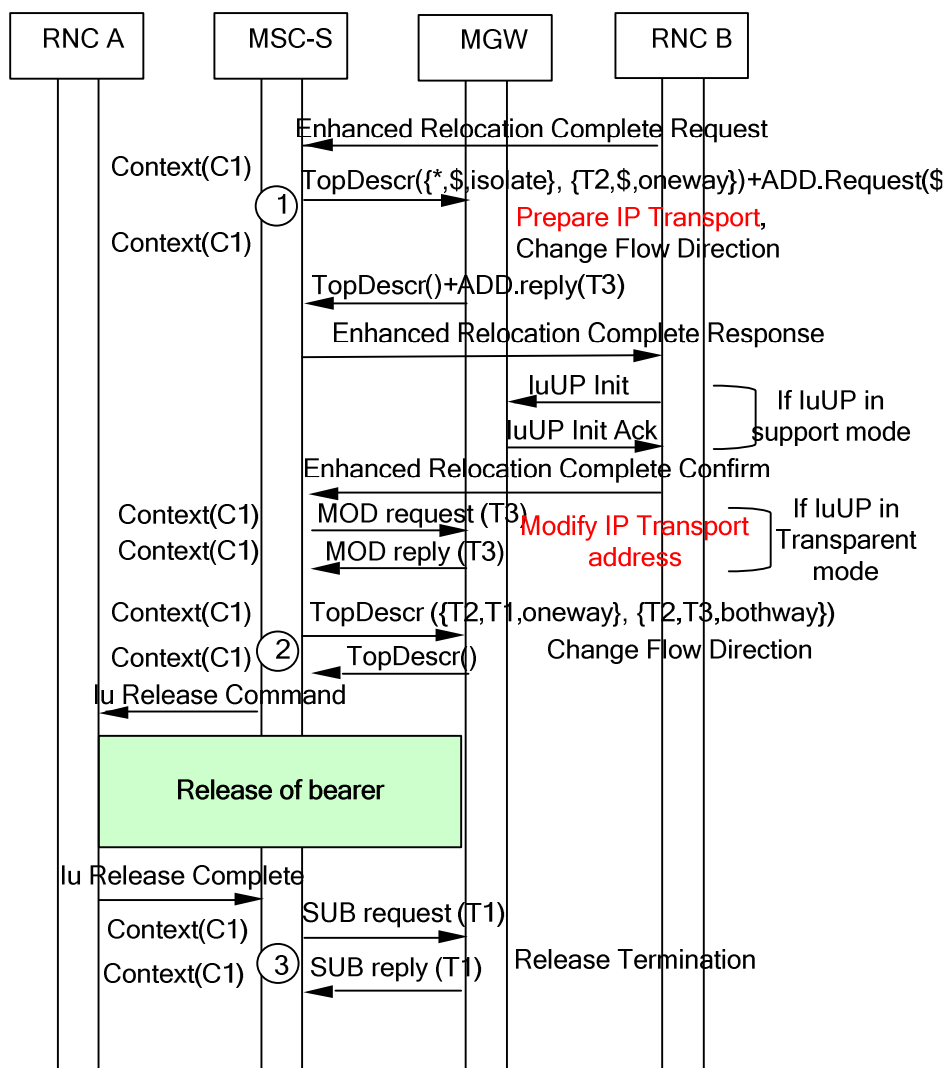 RNC A
MSC-S
MGW
RNC B
Enhanced Relocation Complete Request
Context(C1)
TopDescr({*,$,isolate}, {T2,$,oneway})+ADD.Request($
1
Prepare IP Transport,
Context(C1)
Change Flow Direction
TopDescr()+ADD.reply(T3)
Enhanced Relocation Complete Response
IuUP Init
If IuUP in
support mode
IuUP Init Ack
Enhanced Relocation Complete Confirm
Context(C1)
MOD request (T3)
Modify IP Transport
address
If IuUP in
Transparent
mode
Context(C1)
MOD reply (T3)
Context(C1)
TopDescr ({T2,T1,oneway}, {T2,T3,bothway})
2
Change Flow Direction
Context(C1)
TopDescr()
Iu Release Command
Release of bearer
Iu Release Complete
SUB request (T1)
Context(C1)
3
Release Termination
Context(C1)
SUB reply (T1)